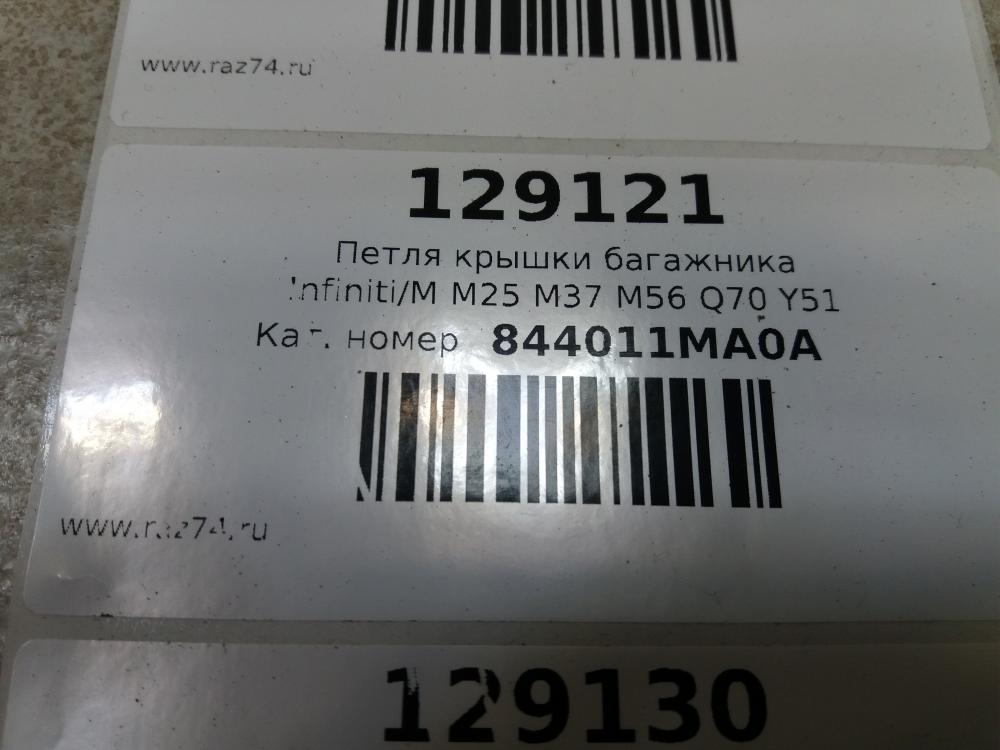 www.raz74.ru
129121
Петля крышки багажника
Infiniti/M M25 M37 M56 Q70 Y51
Кат. номер 844011MA0A
www.raz74.ru
129130